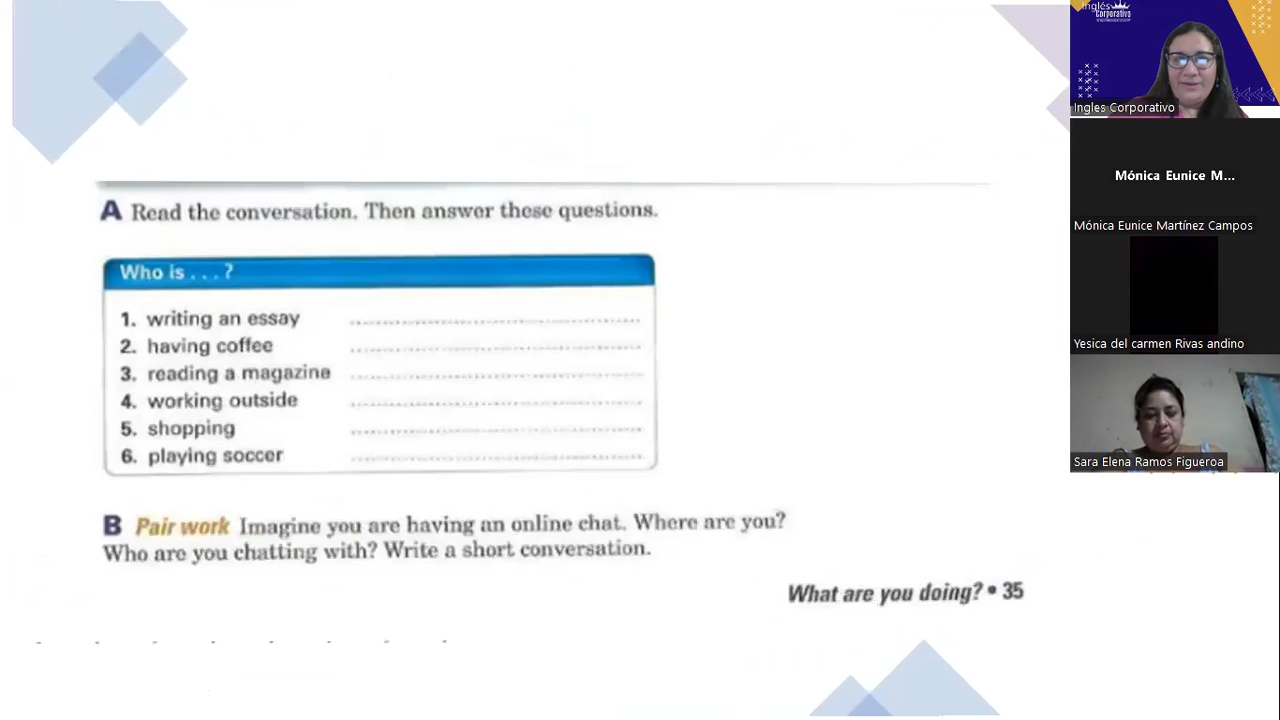 A Read the conversation. Then answer these questions.
Who is . . . ?
1. writing an essay
2. having coffee
3. reading a magazine
4. working outside
5. shopping
6. playing soccer
B Pair work Imagine you are having an online chat. Where are you?
Who are you chatting with? Write a short conversation.
What are you doing? • 35
Inglés
Corporativo
Ingles Corporativo
Mónica Eunice M...
Mónica Eunice Martínez Campos
Yesica del carmen Rivas andino
Sara Elena Ramos Figueroa